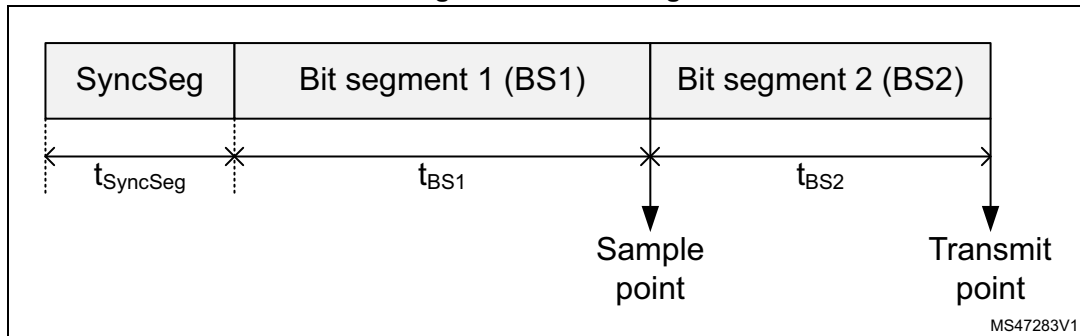 SyncSeg Bit segment 1 (BS1) Bit segment 2 (BS2)
tSyncSeg tBS1 tBS2
Sample point
Transmit point
MS47283V1